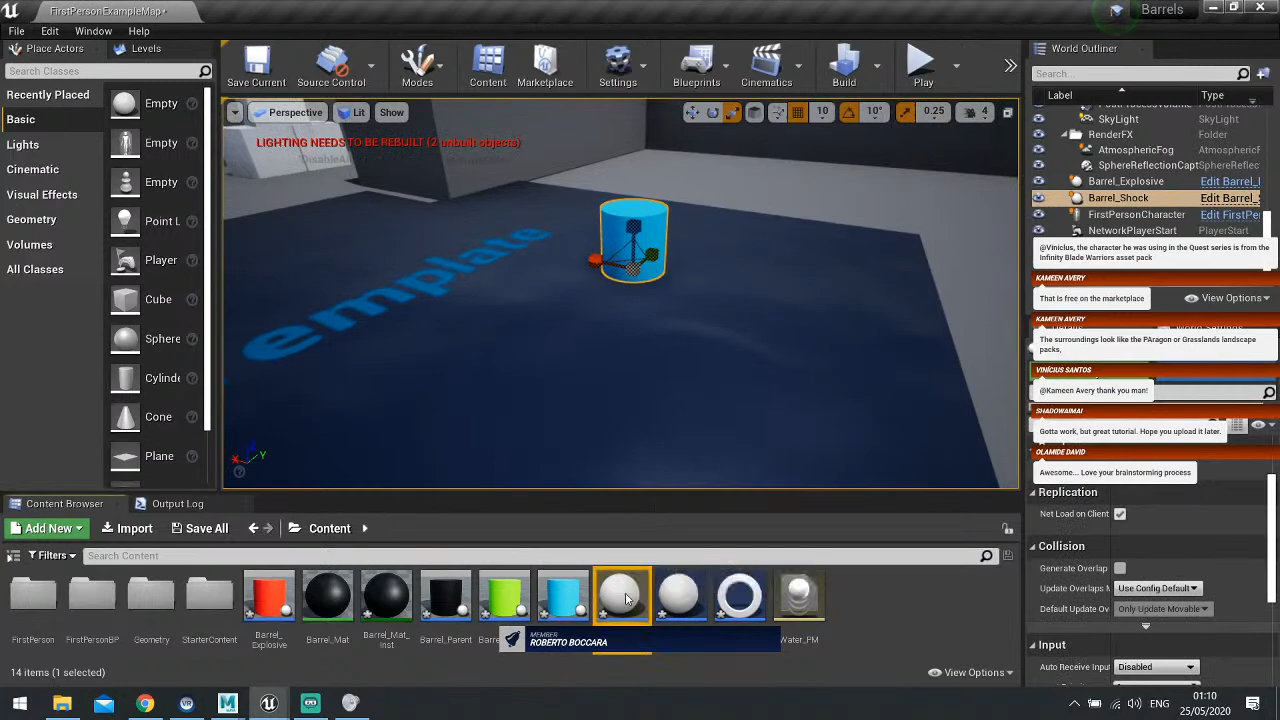 FirstPersonExampleMap•
Barrels
File
Edit
Window
Help
Place Actors
Levels
Search Classes
Recently Placed
Basic
Lights
Cinematic
Visual Effects
Geometry
Volumes
All Classes
Empty
Empty
Empty
Point L
Player
Cube
Sphere
Cylinde
Cone
Plane
Save Current
Source Control
Modes
Content
Marketplace
Settings
Blueprints
Cinematics
Build
Play
Perspective
Lit
Show
10
10°
0.25
4
LIGHTING NEEDS TO BE REBUILT (2 unbuilt objects)
emplate
Z
Y
World Outliner
Search...
Label
Type
SkyLight
SkyLight
RenderFX
Folder
AtmosphericFog
AtmosphericF
SphereReflectionCapt
SphereReflec
Barrel_Explosive
Edit Barrel_
Barrel_Shock
Edit Barrel_
FirstPersonCharacter
Edit FirstPe
NetworkPlayerStart
PlayerStart
@Vinicius, the character he was using in the Quest series is from the
Infinity Blade Warriors asset pack
KAMEEN AVERY
That is free on the marketplace
View Options
KAMEEN AVERY
The surroundings look like the PAragon or Grasslands landscape
packs,
VINÍCIUS SANTOS
@Kameen Avery thank you man!
SHADOWAIMAI
Gotta work, but great tutorial. Hope you upload it later.
OLAMIDE DAVID
Awesome... Love your brainstorming process
Replication
Net Load on Client
Collision
Generate Overlap
Update Overlaps M
Use Config Default
Default Update Ov
Only Update Movable
Input
Auto Receive Input
Disabled
Content Browser
Output Log
Add New
Import
Save All
Content
Filters
Search Content
FirstPerson
FirstPersonBP
Geometry
StarterContent
Barrel_
Explosive
Barrel_Mat
Barrel_Mat_
Inst
Barrel_Parent
Water_PM
MEMBER
ROBERTO BOCCARA
14 items (1 selected)
View Options
ENG
01:10
25/05/2020